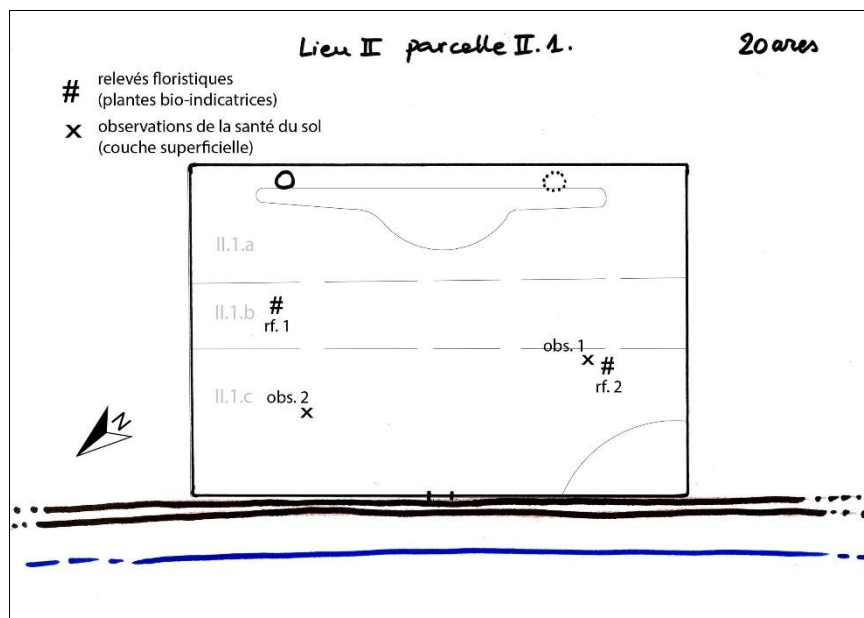 Lieu II parcelle II.1. 20 ares
# relevés floristiques
(plantes bio-indicatrices)
x observations de la santé du sol
(couche superficielle)
II.1.a
II.1.b
#
rf. 1
obs. 1
x #
rf. 2
II.1.c
obs. 2
x
N